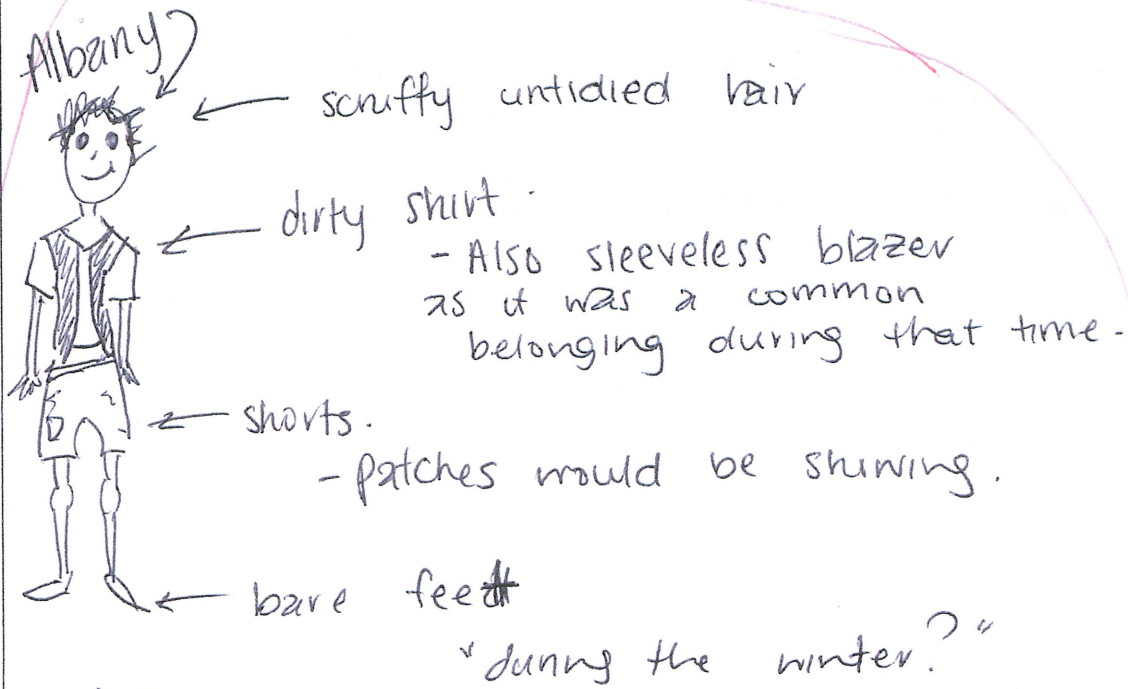 Albany
scruffy untidied hair
dirty shirt.
- Also sleeveless blazer
as it was a common
belonging during that time.
shorts.
- patches would be showing.
bare feet
"during the winter?"